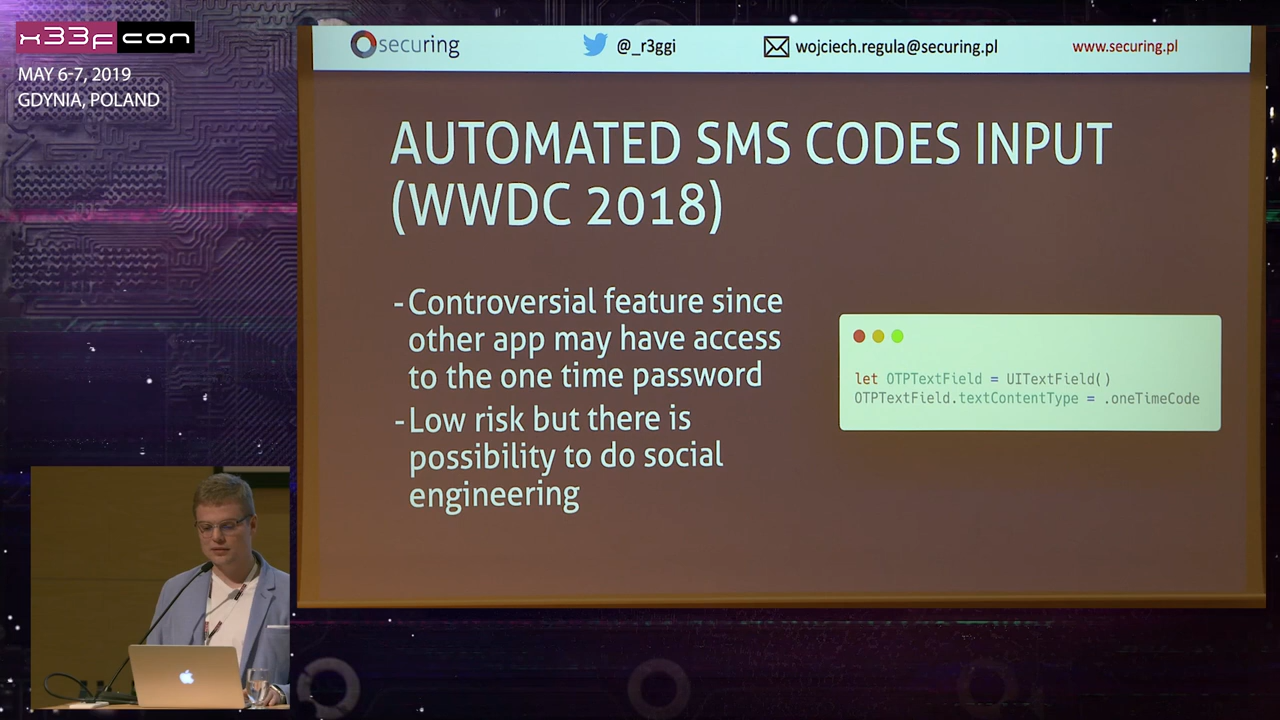 x33fcon
MAY 6-7, 2019
GDYNIA, POLAND
securing
@_r3ggi
wojciech.regula@securing.pl
www.securing.pl
AUTOMATED SMS CODES INPUT
(WWDC 2018)
-Controversial feature since
other app may have access
to the one time password
-Low risk but there is
possibility to do social
engineering
let OTPTextField = UITextField()
OTPTextField.textContentType = .oneTimeCode